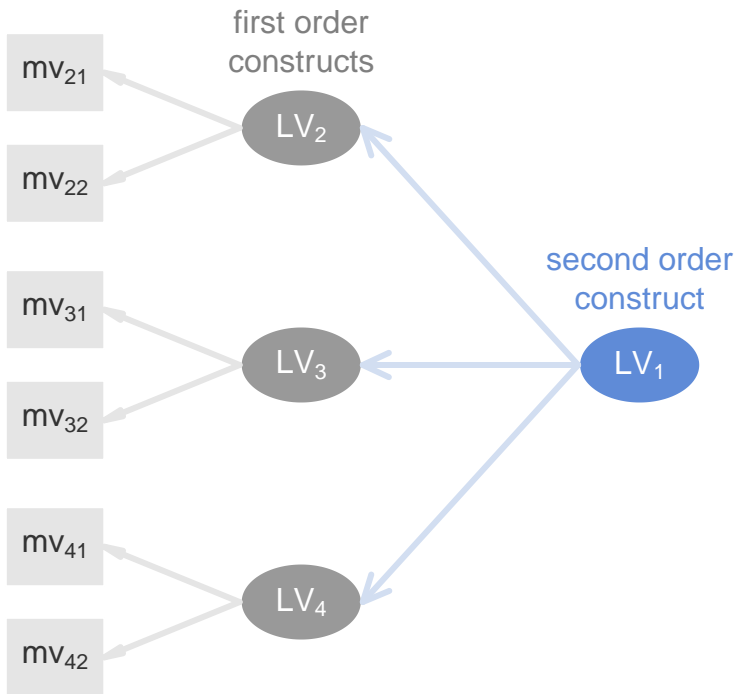 first order
constructs
mv₂₁
LV₂
mv₂₂
second order
construct
mv₃₁
LV₃
LV₁
mv₃₂
mv₄₁
LV₄
mv₄₂